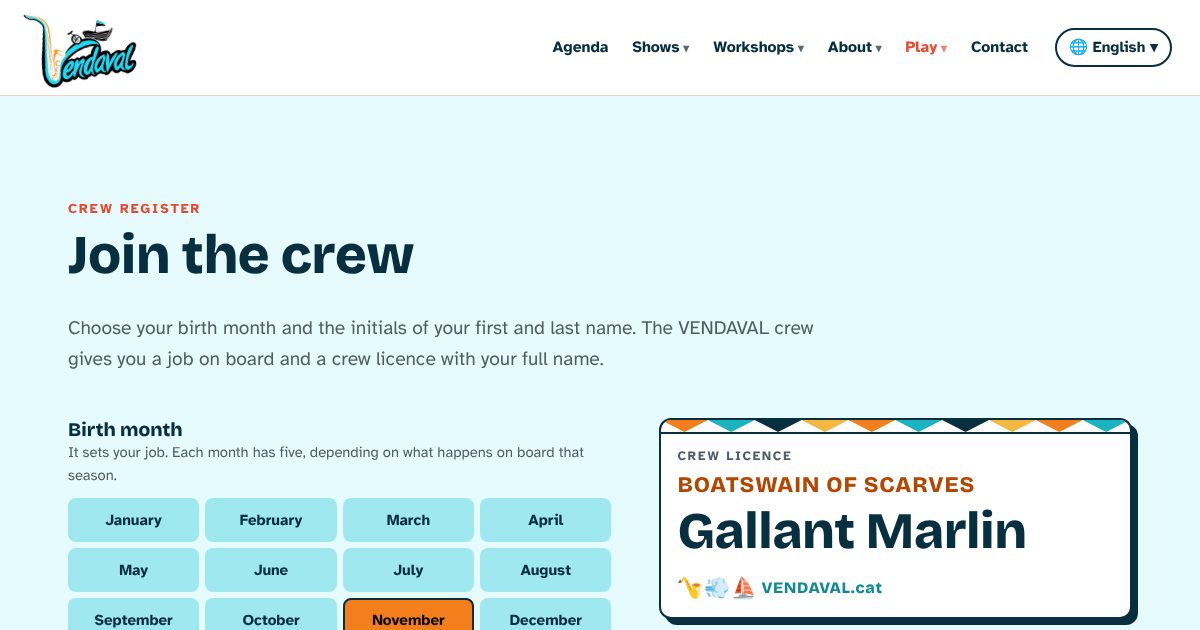 Vendaval
Agenda Shows ▾ Workshops ▾ About ▾ Play ▾ Contact 🌐 English ▾
CREW REGISTER
Join the crew
Choose your birth month and the initials of your first and last name. The VENDAVAL crew
gives you a job on board and a crew licence with your full name.
Birth month
It sets your job. Each month has five, depending on what happens on board that
season.
January February March April
May June July August
September October November December
CREW LICENCE
BOATSWAIN OF SCARVES
Gallant Marlin
🎷💨⛵ VENDAVAL.cat